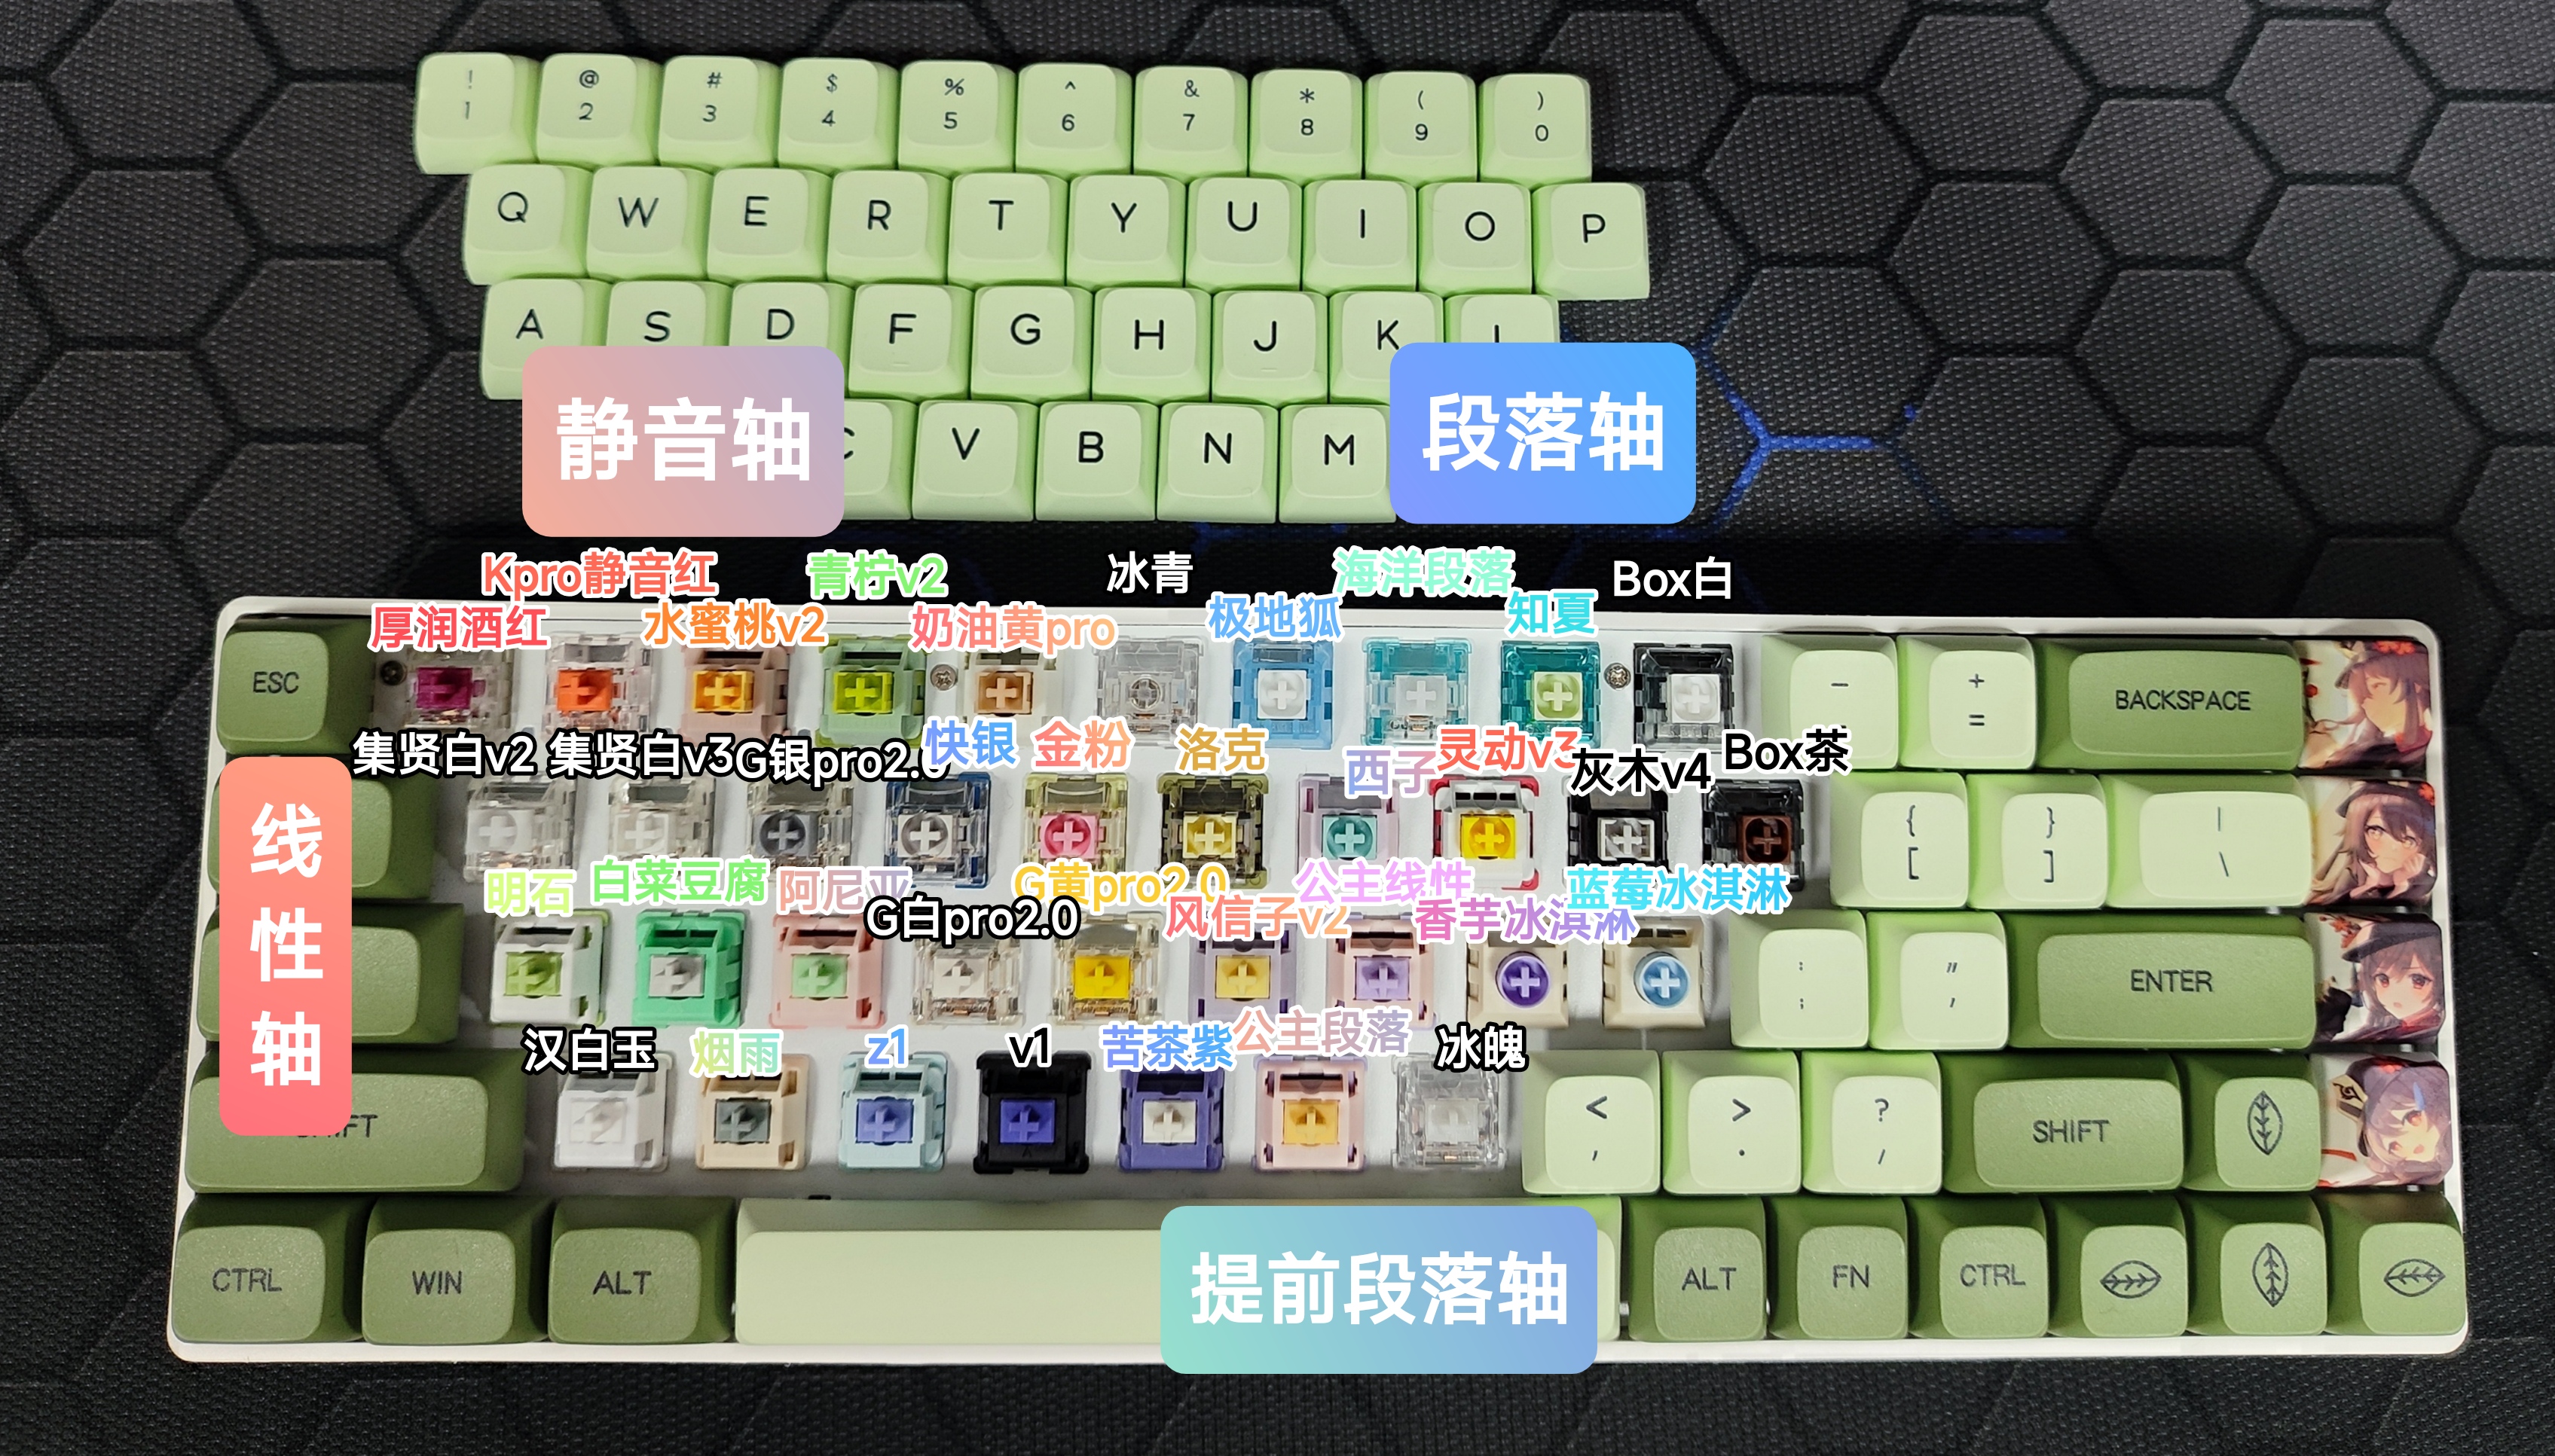 ! @ # $ % ^ & * ( )
1 2 3 4 5 6 7 8 9 0
Q W E R T Y U I O P
A S D F G H J K L
静音轴
C V B N M
段落轴
Kpro静音红 青柠v2 冰青 海洋段落 Box白
厚润酒红 水蜜桃v2 奶油黄pro 极地狐 知夏
ESC - + = BACKSPACE
集贤白v2 集贤白v3 G银pro2.0 快银 金粉 洛克 西子 灵动v3 灰木v4 Box茶
线性轴
{ [ } ] | \
明石 白菜豆腐 阿尼亚 G白pro2.0 G黄pro2.0 风信子v2 公主线性 香芋冰淇淋 蓝莓冰淇淋
: ; " , ENTER
汉白玉 烟雨 z1 v1 苦茶紫 公主段落 冰魄
SHIFT < , > . ? / SHIFT
提前段落轴
CTRL WIN ALT ALT FN CTRL